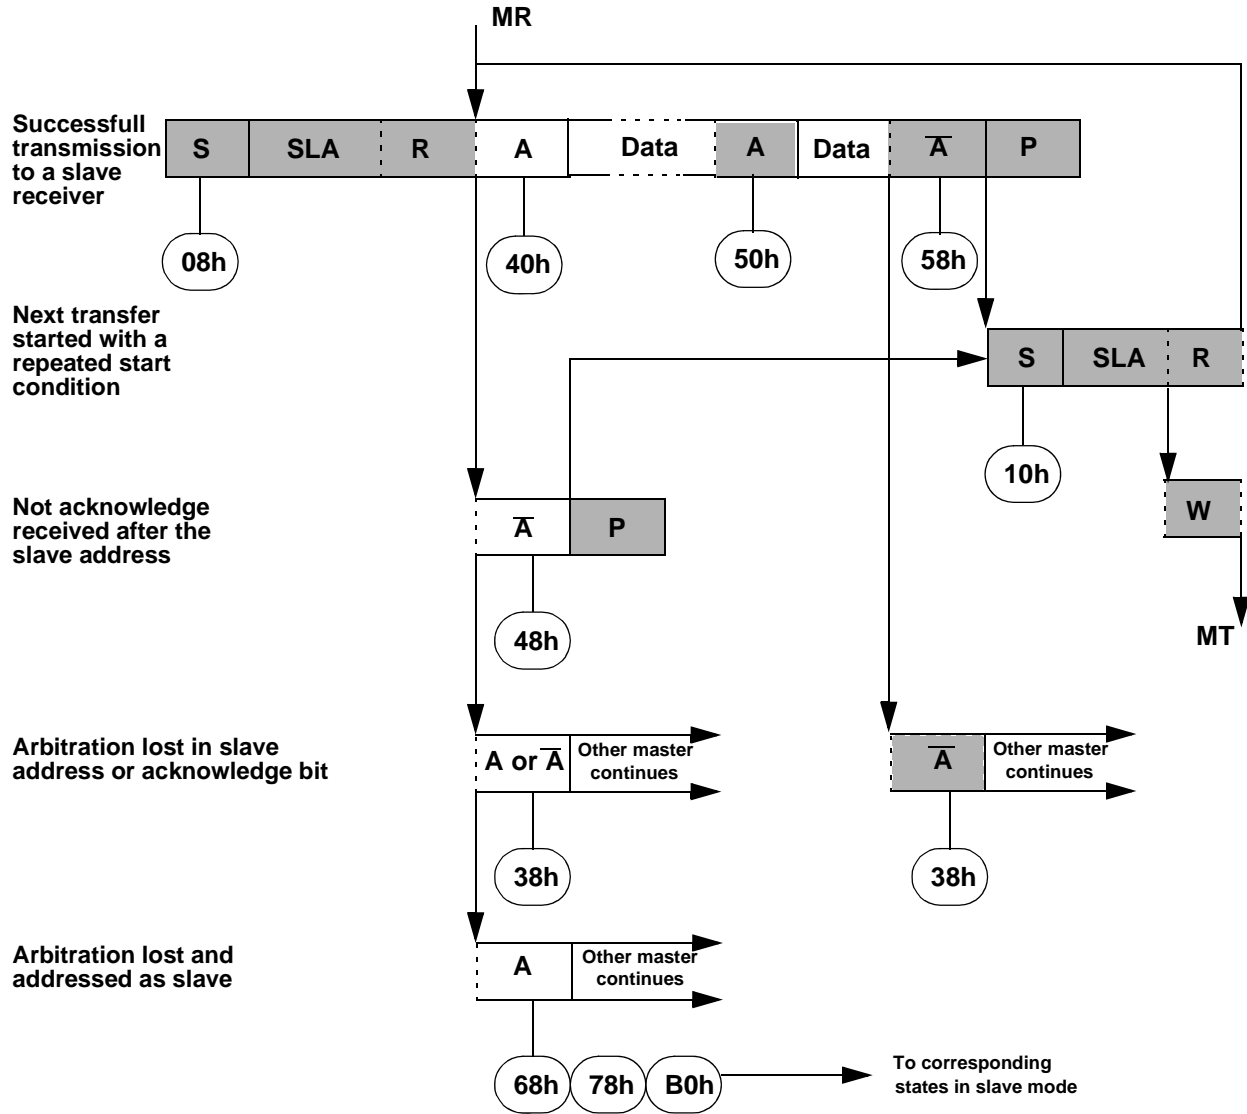 MR
Successfull
transmission
to a slave
receiver
S SLA R A Data A Data A̅ P
08h 40h 50h 58h
Next transfer
started with a
repeated start
condition
S SLA R
10h
Not acknowledge
received after the
slave address
A̅ P
W
48h
MT
Arbitration lost in slave
address or acknowledge bit
A or A̅
Other master
continues
A̅
Other master
continues
38h 38h
Arbitration lost and
addressed as slave
A
Other master
continues
68h 78h B0h
To corresponding
states in slave mode